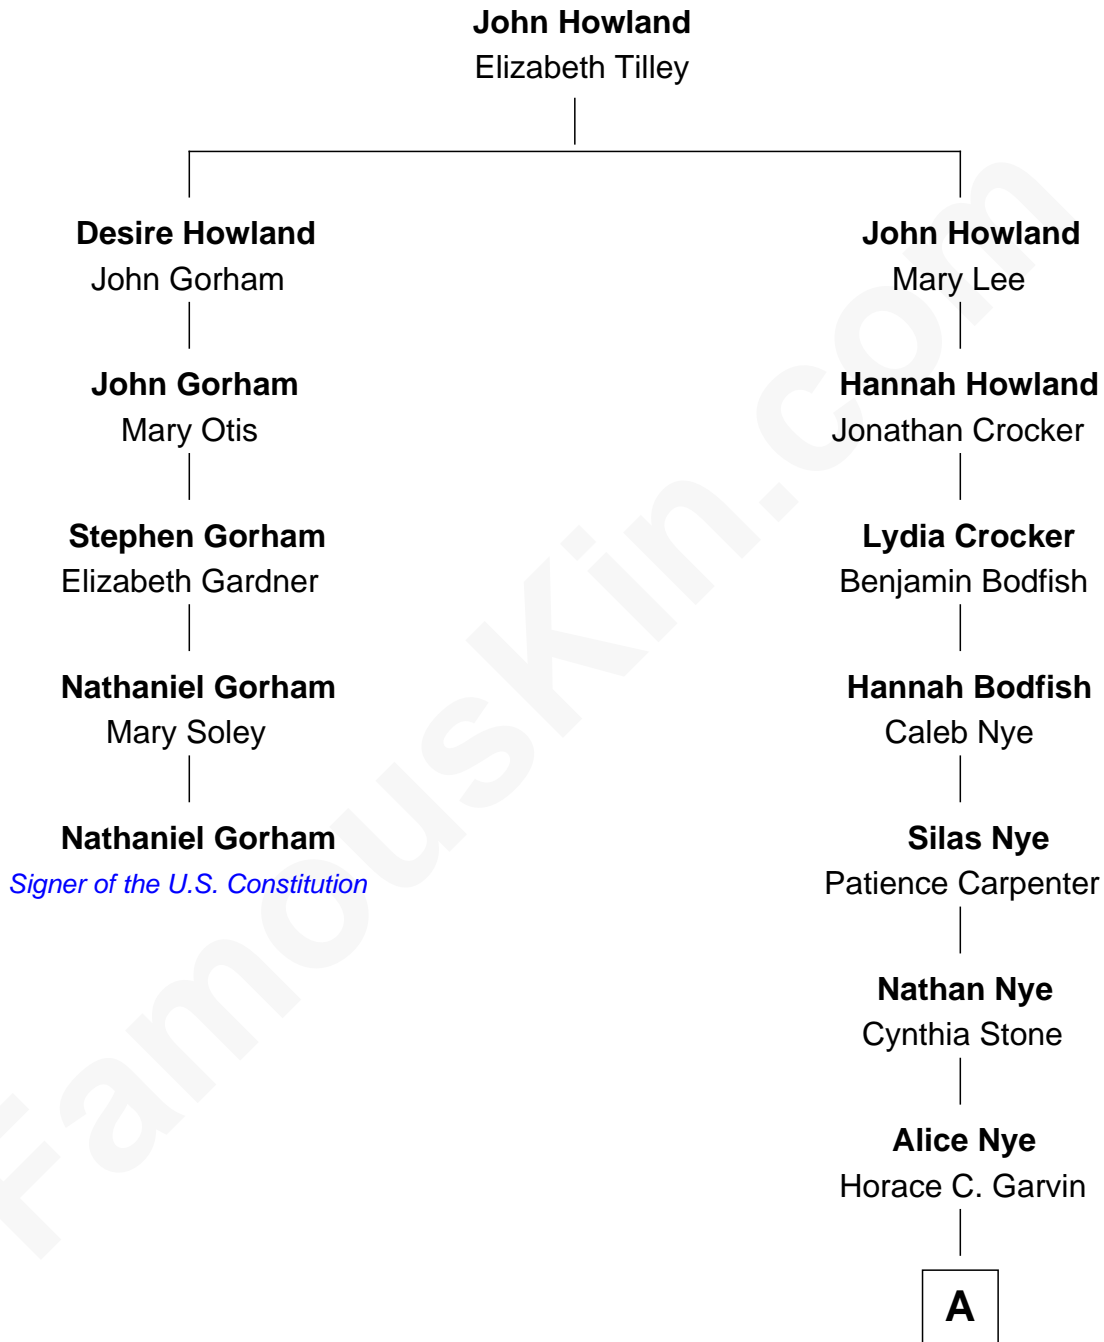 John Howland
Elizabeth Tilley
Desire Howland
John Gorham
John Howland
Mary Lee
John Gorham
Mary Otis
Hannah Howland
Jonathan Crocker
Stephen Gorham
Elizabeth Gardner
Lydia Crocker
Benjamin Bodfish
Nathaniel Gorham
Mary Soley
Hannah Bodfish
Caleb Nye
Nathaniel Gorham
Signer of the U.S. Constitution
Silas Nye
Patience Carpenter
Nathan Nye
Cynthia Stone
Alice Nye
Horace C. Garvin
A
FamousKin.com